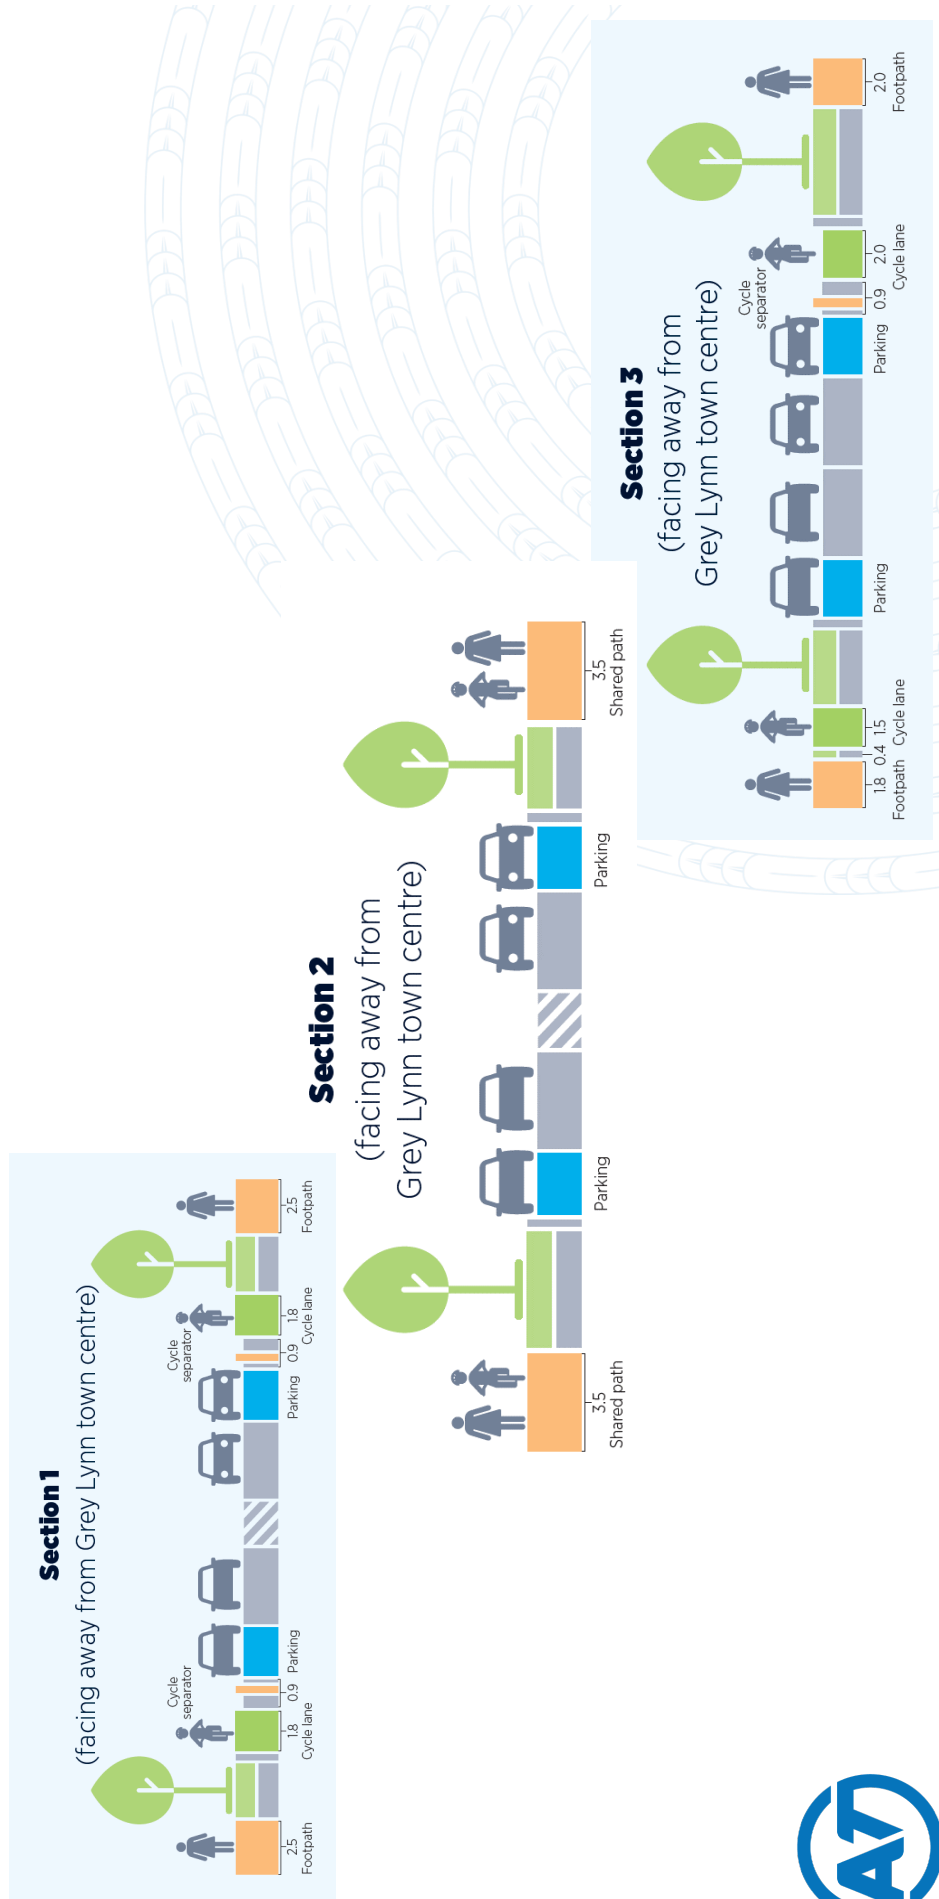 Section 1
(facing away from Grey Lynn town centre)
Cycle
separator
Cycle
separator
2.5
Footpath
1.8
Cycle lane
0.9
Parking
Parking
0.9
1.8
Cycle lane
2.5
Footpath
Section 2
(facing away from
Grey Lynn town centre)
3.5
Shared path
Parking
Parking
3.5
Shared path
Section 3
(facing away from
Grey Lynn town centre)
Cycle
separator
1.8
Footpath
0.4
1.5
Cycle lane
Parking
Parking
0.9
2.0
Cycle lane
2.0
Footpath
AT